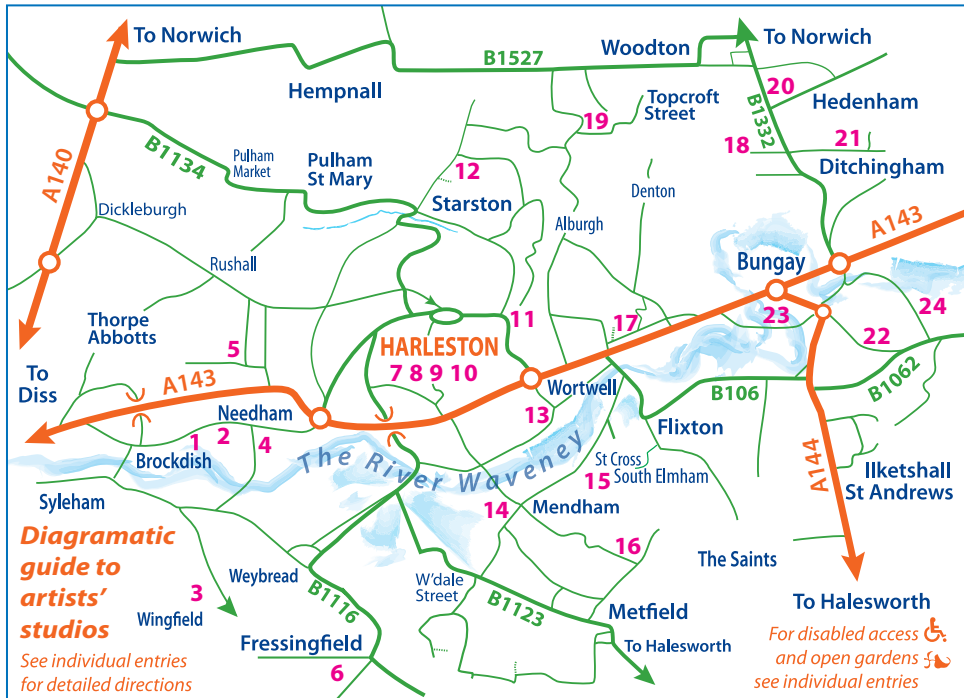 To Norwich
Woodton
To Norwich
B1527
Hempnall
20
Topcroft
Street
Hedenham
B1332
19
B1134
A140
Pulham
Market
Pulham
St Mary
18
21
12
Ditchingham
Starston
Denton
Dickleburgh
Alburgh
A143
Rushall
Bungay
Thorpe
Abbotts
11
17
23
24
5
HARLESTON
22
7 8 9 10
To
Diss
A143
Wortwell
B1062
B106
Needham
13
1
2
4
Flixton
Brockdish
The River Waveney
St Cross
South Elmham
15
A144
Ilketshall
St Andrews
Syleham
14
Mendham
Diagramatic
guide to
artists'
studios
16
The Saints
Weybread
W'dale
Street
3
B1116
B1123
Wingfield
Metfield
To Halesworth
Fressingfield
To Halesworth
For disabled access
and open gardens
see individual entries
See individual entries
for detailed directions
6